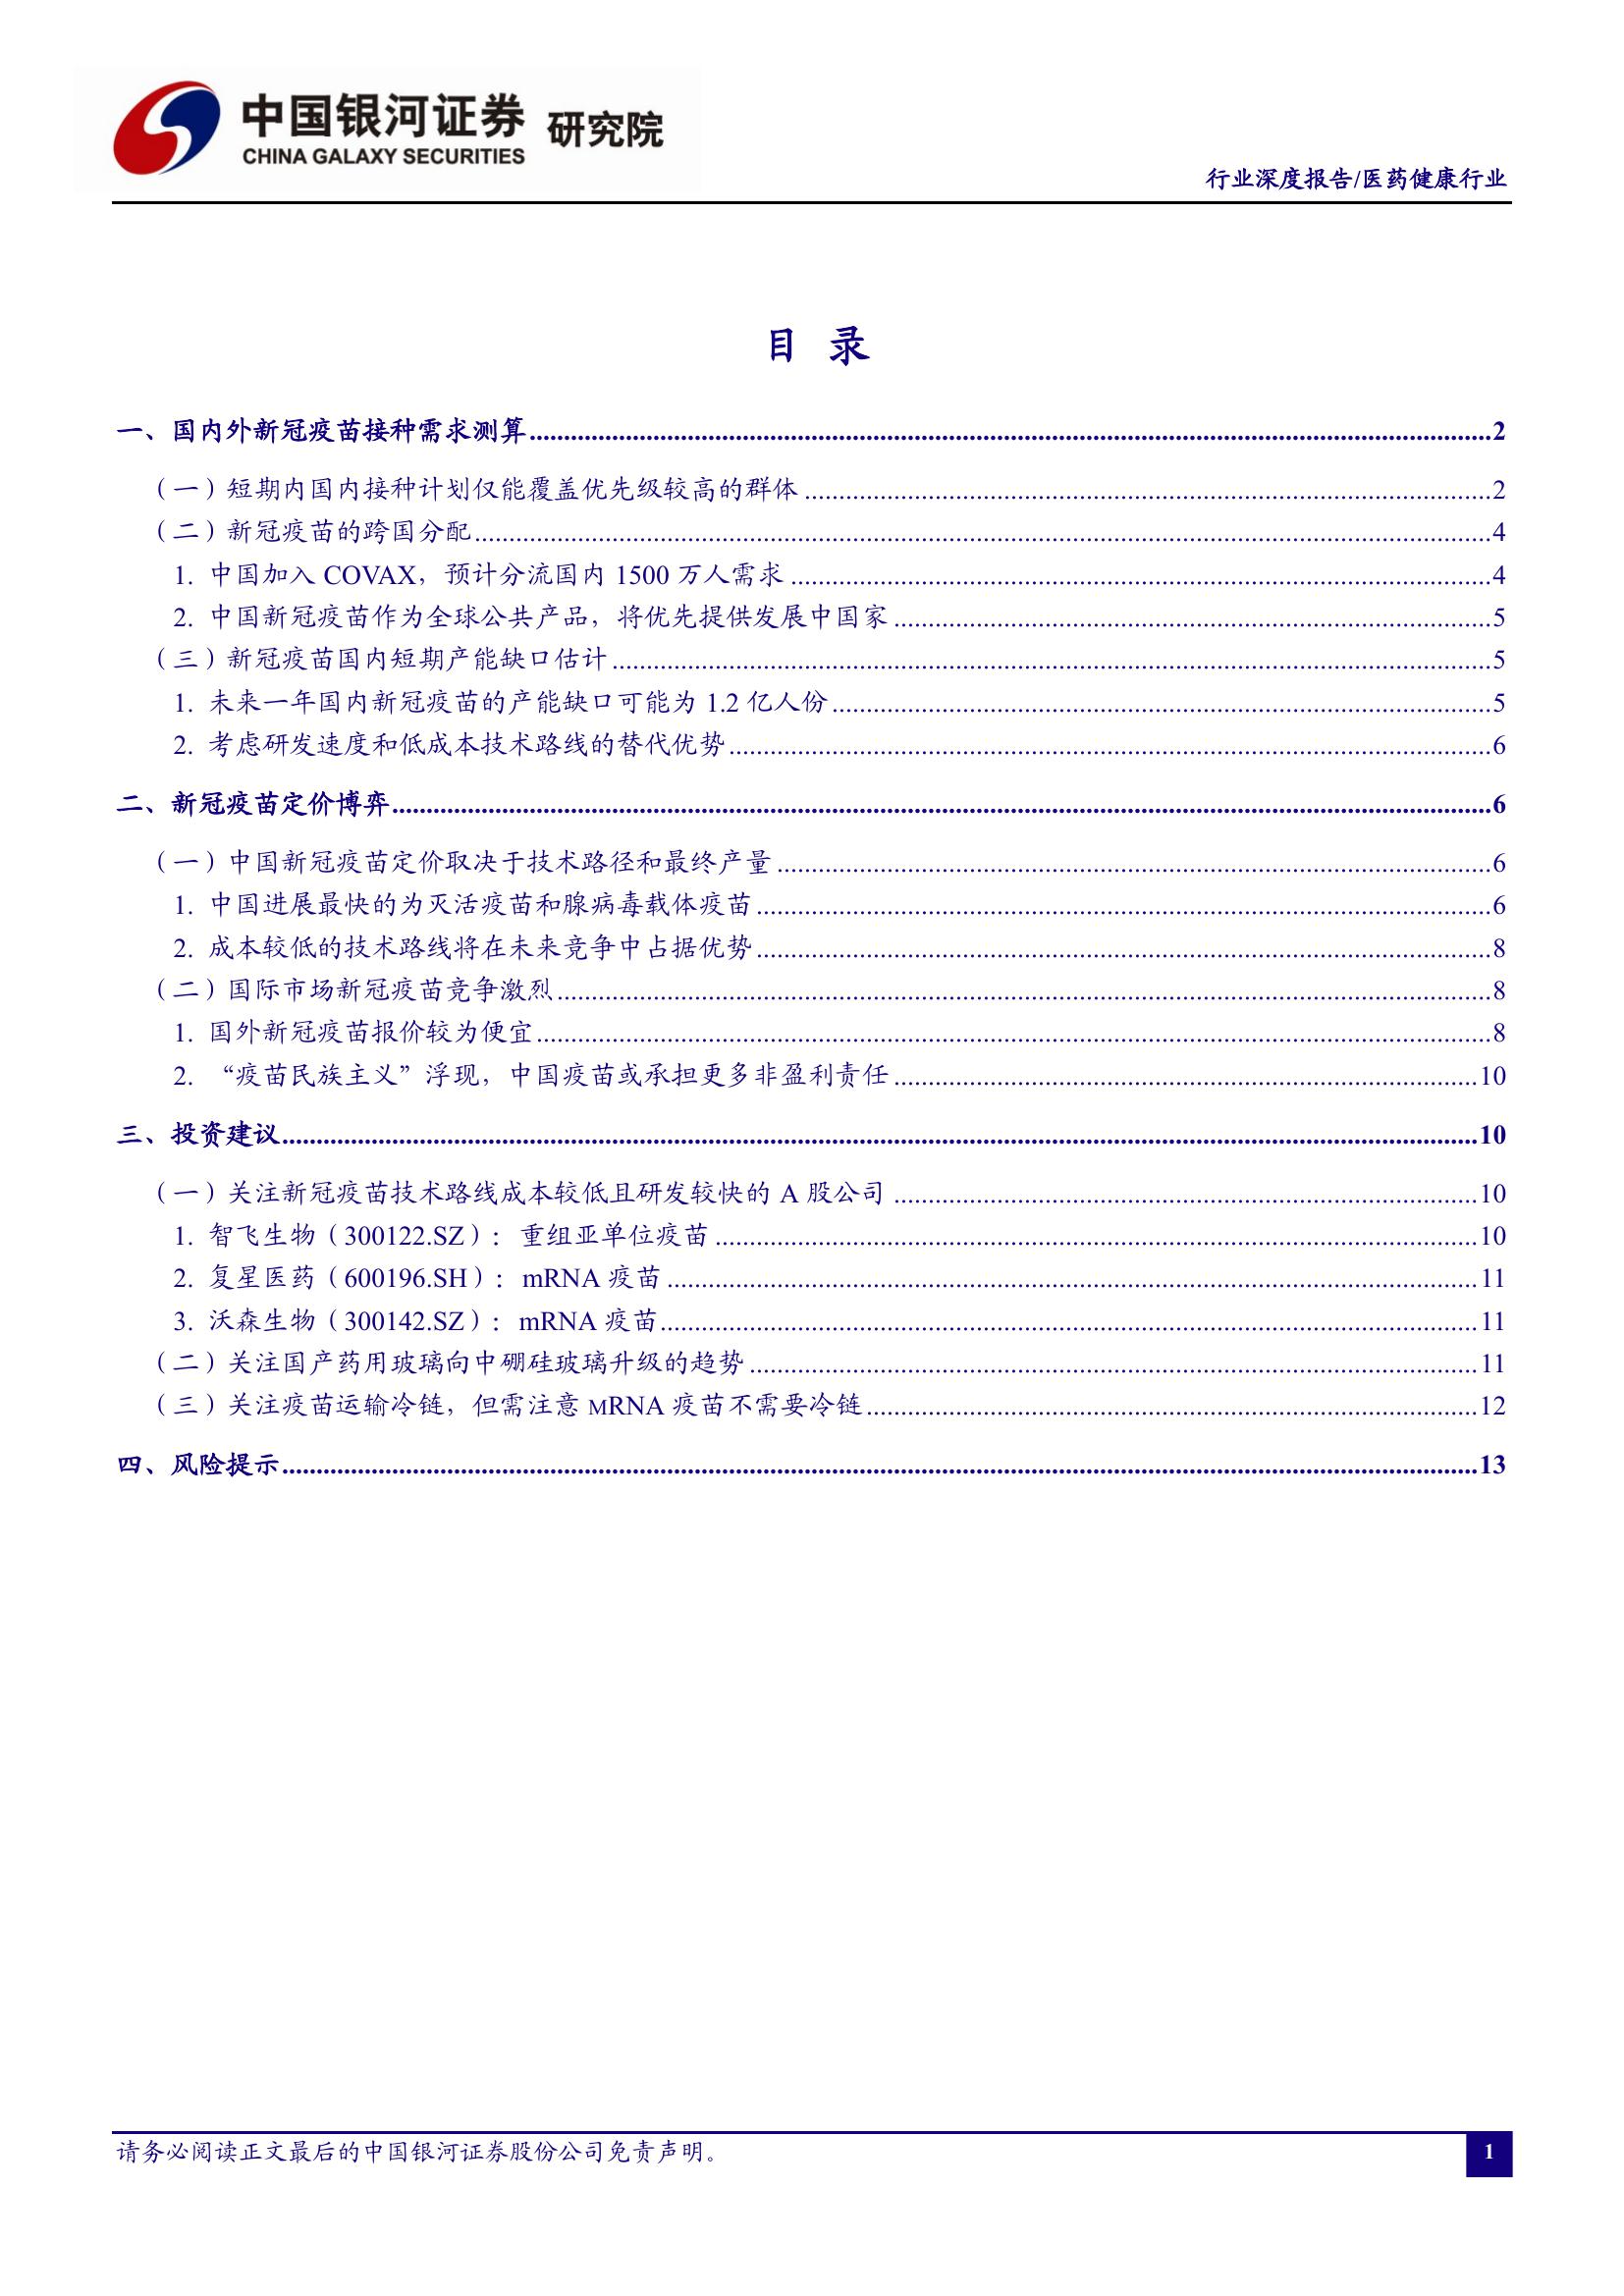 中国银河证券 研究院
CHINA GALAXY SECURITIES
行业深度报告/医药健康行业
目 录
一、国内外新冠疫苗接种需求测算 2
（一）短期内国内接种计划仅能覆盖优先级较高的群体 2
（二）新冠疫苗的跨国分配 4
1. 中国加入 COVAX，预计分流国内 1500 万人需求 4
2. 中国新冠疫苗作为全球公共产品，将优先提供发展中国家 5
（三）新冠疫苗国内短期产能缺口估计 5
1. 未来一年国内新冠疫苗的产能缺口可能为 1.2 亿人份 5
2. 考虑研发速度和低成本技术路线的替代优势 6
二、新冠疫苗定价博弈 6
（一）中国新冠疫苗定价取决于技术路径和最终产量 6
1. 中国进展最快的为灭活疫苗和腺病毒载体疫苗 6
2. 成本较低的技术路线将在未来竞争中占据优势 8
（二）国际市场新冠疫苗竞争激烈 8
1. 国外新冠疫苗报价较为便宜 8
2. “疫苗民族主义”浮现，中国疫苗或承担更多非盈利责任 10
三、投资建议 10
（一）关注新冠疫苗技术路线成本较低且研发较快的 A 股公司 10
1. 智飞生物（300122.SZ）：重组亚单位疫苗 10
2. 复星医药（600196.SH）：mRNA 疫苗 11
3. 沃森生物（300142.SZ）：mRNA 疫苗 11
（二）关注国产药用玻璃向中硼硅玻璃升级的趋势 11
（三）关注疫苗运输冷链，但需注意 MRNA 疫苗不需要冷链 12
四、风险提示 13
请务必阅读正文最后的中国银河证券股份公司免责声明。
1